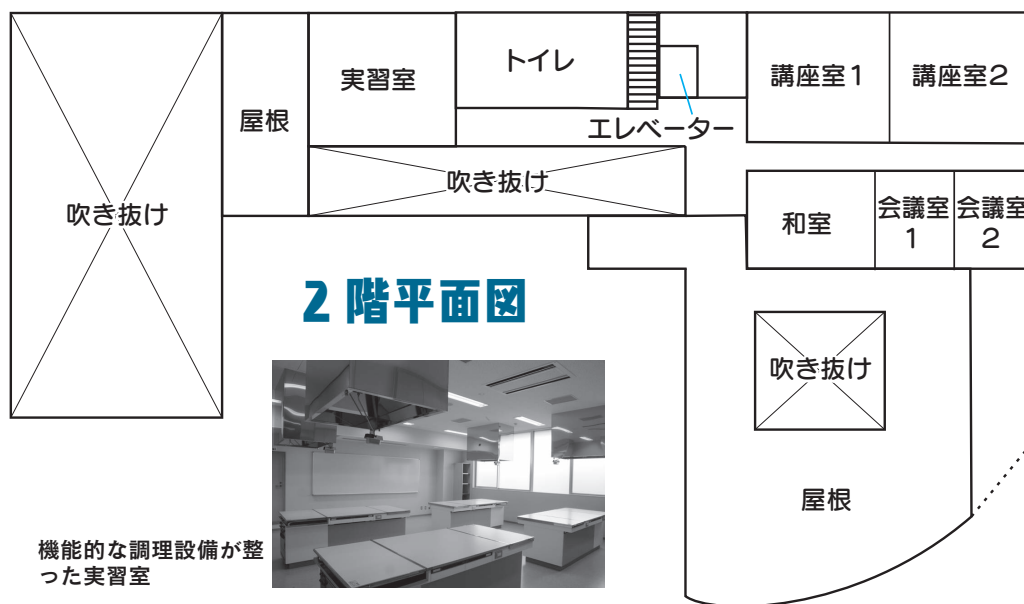 吹き抜け
屋根
実習室
トイレ
エレベーター
講座室1
講座室2
吹き抜け
和室
会議室
1
会議室
2
2階平面図
吹き抜け
屋根
機能的な調理設備が整
った実習室